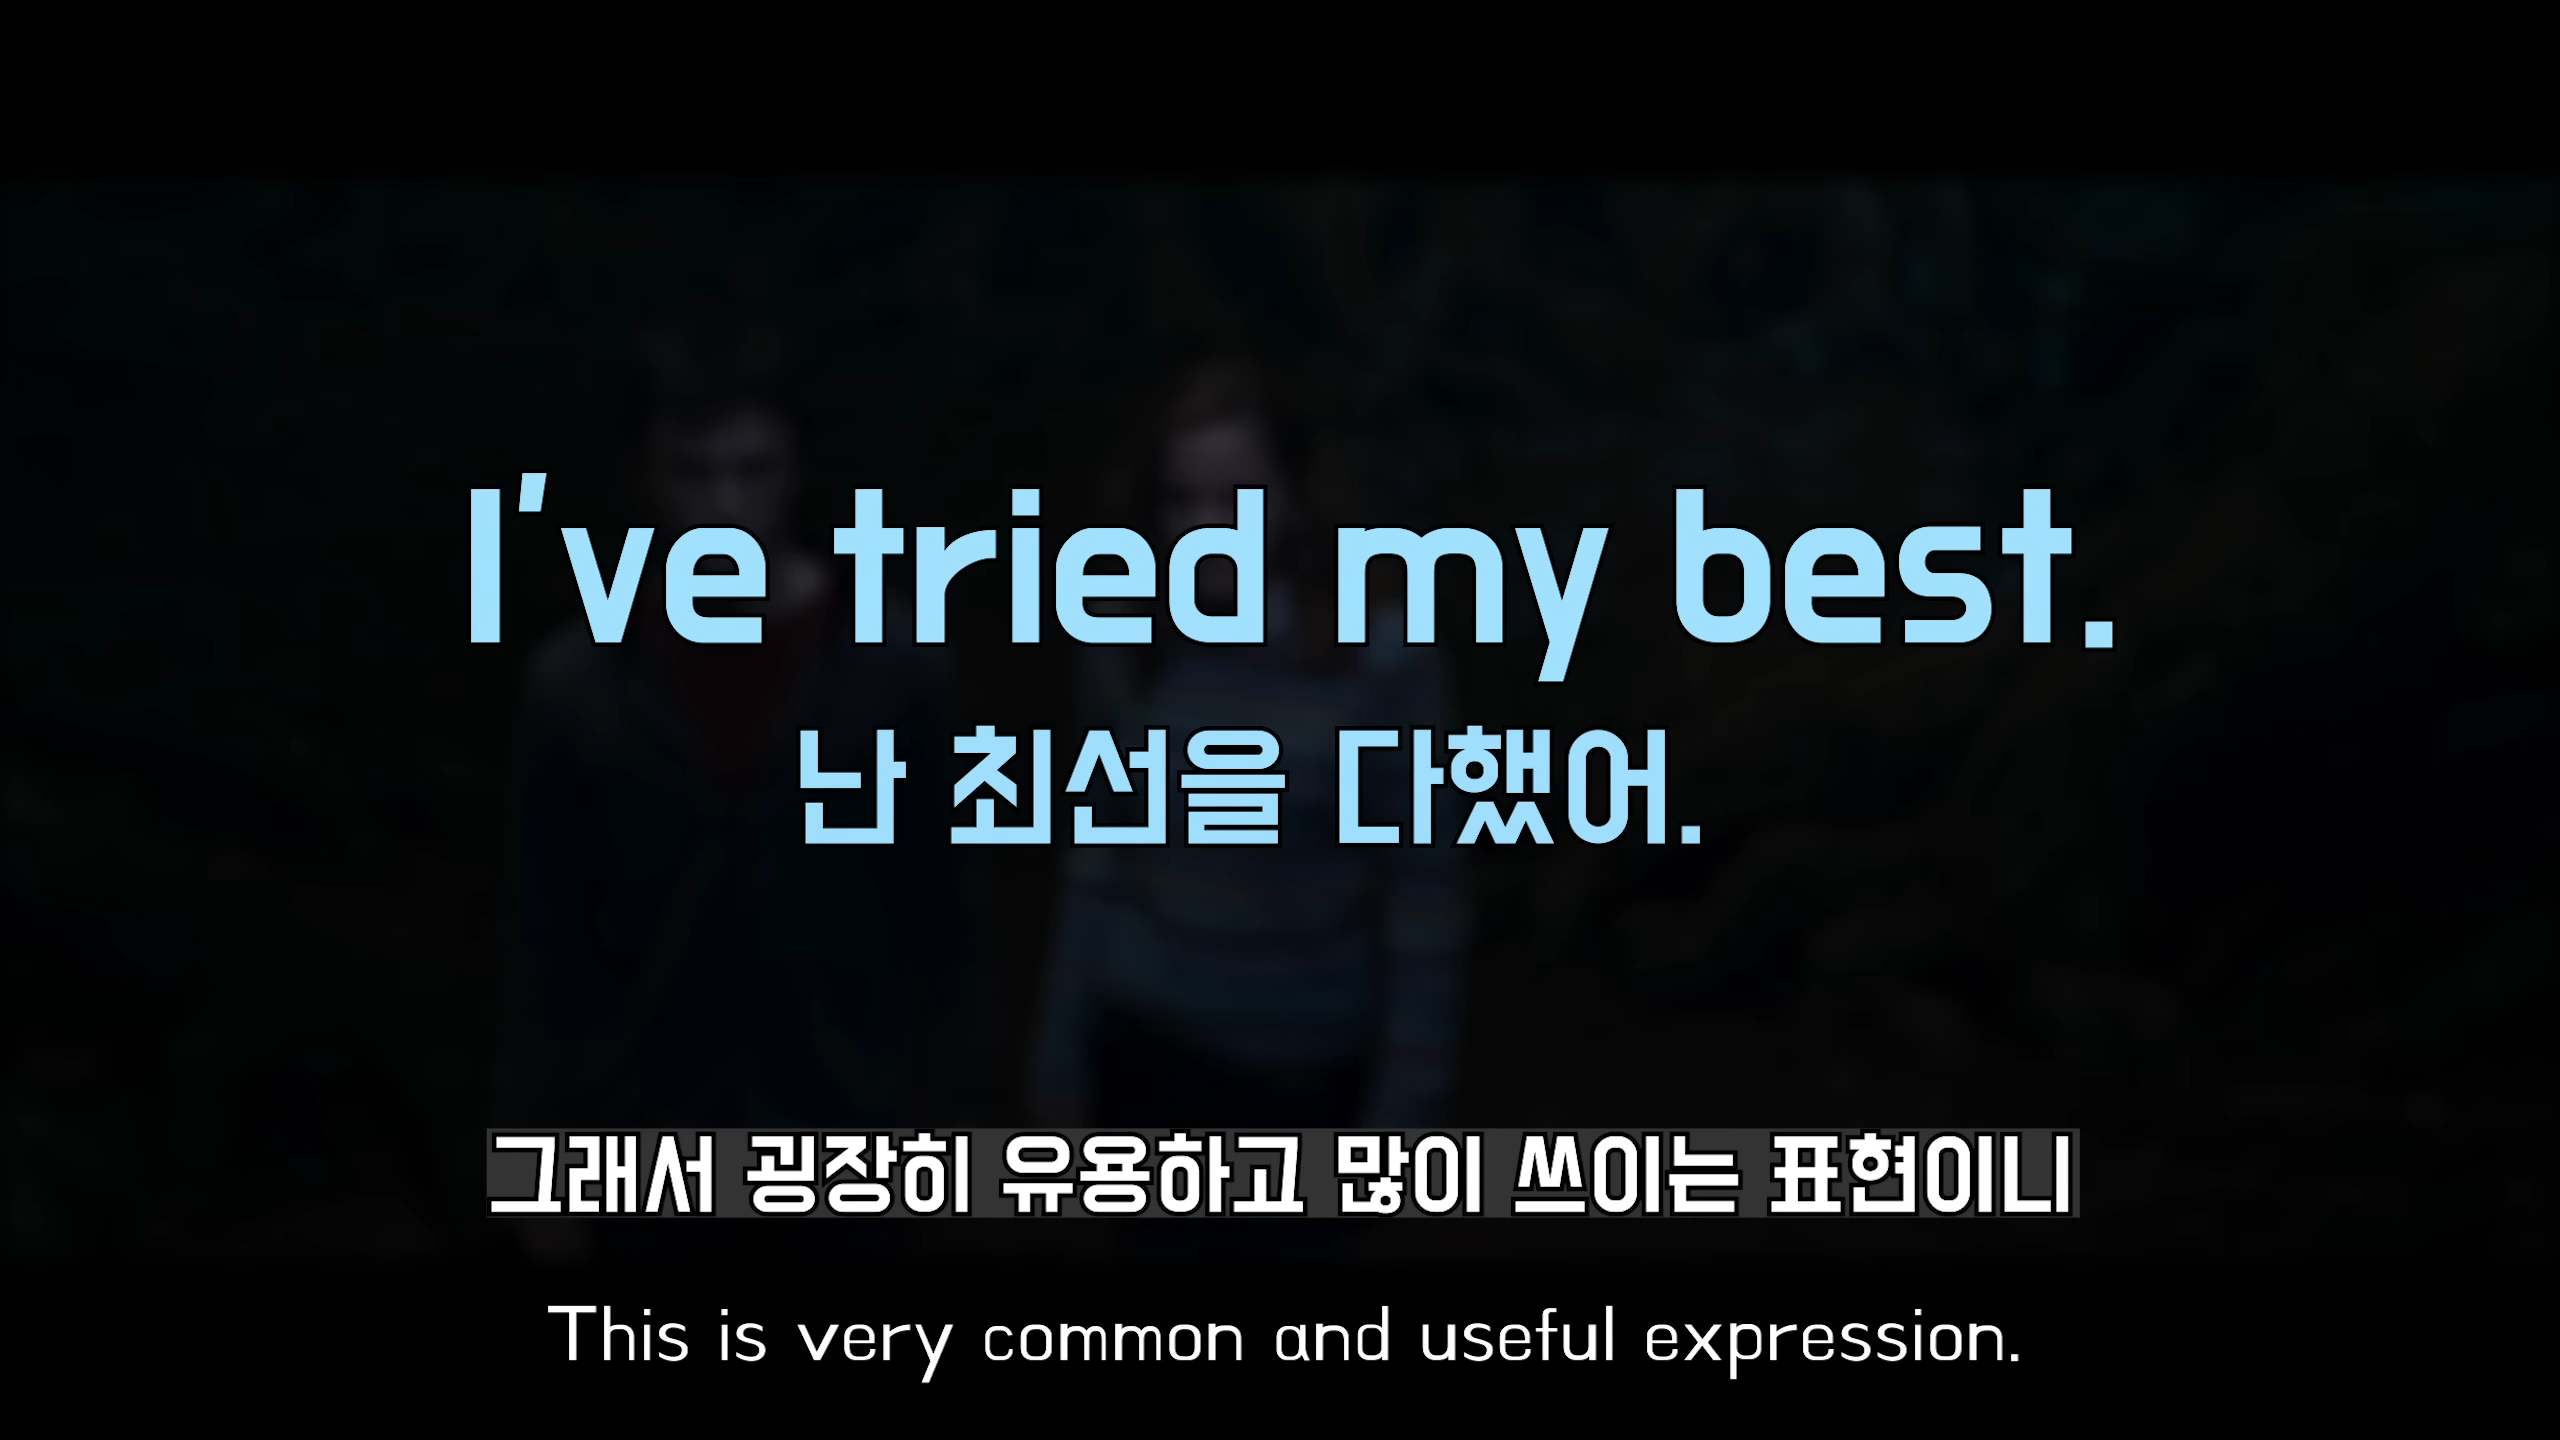 I've tried my best.
난 최선을 다했어.
그래서 굉장히 유용하고 많이 쓰이는 표현이니
This is very common and useful expression.